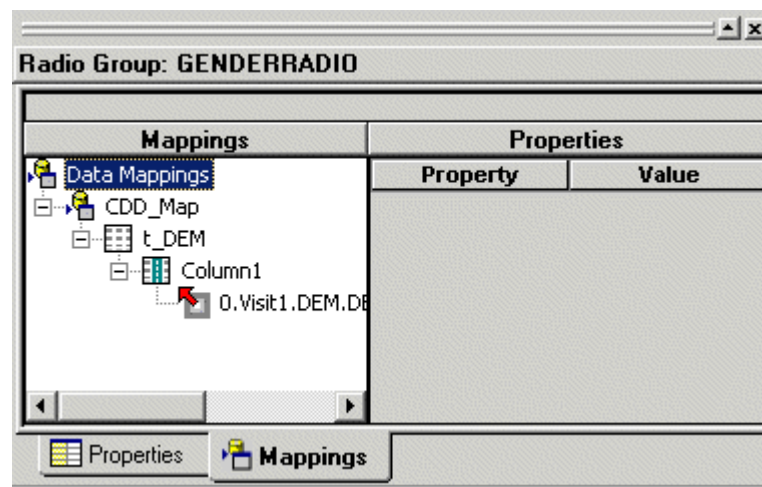 Radio Group: GENDERRADIO
Mappings Properties
Data Mappings Property Value
CDD_Map
t_DEM
Column1
0.Visit1.DEM.DE
Properties Mappings